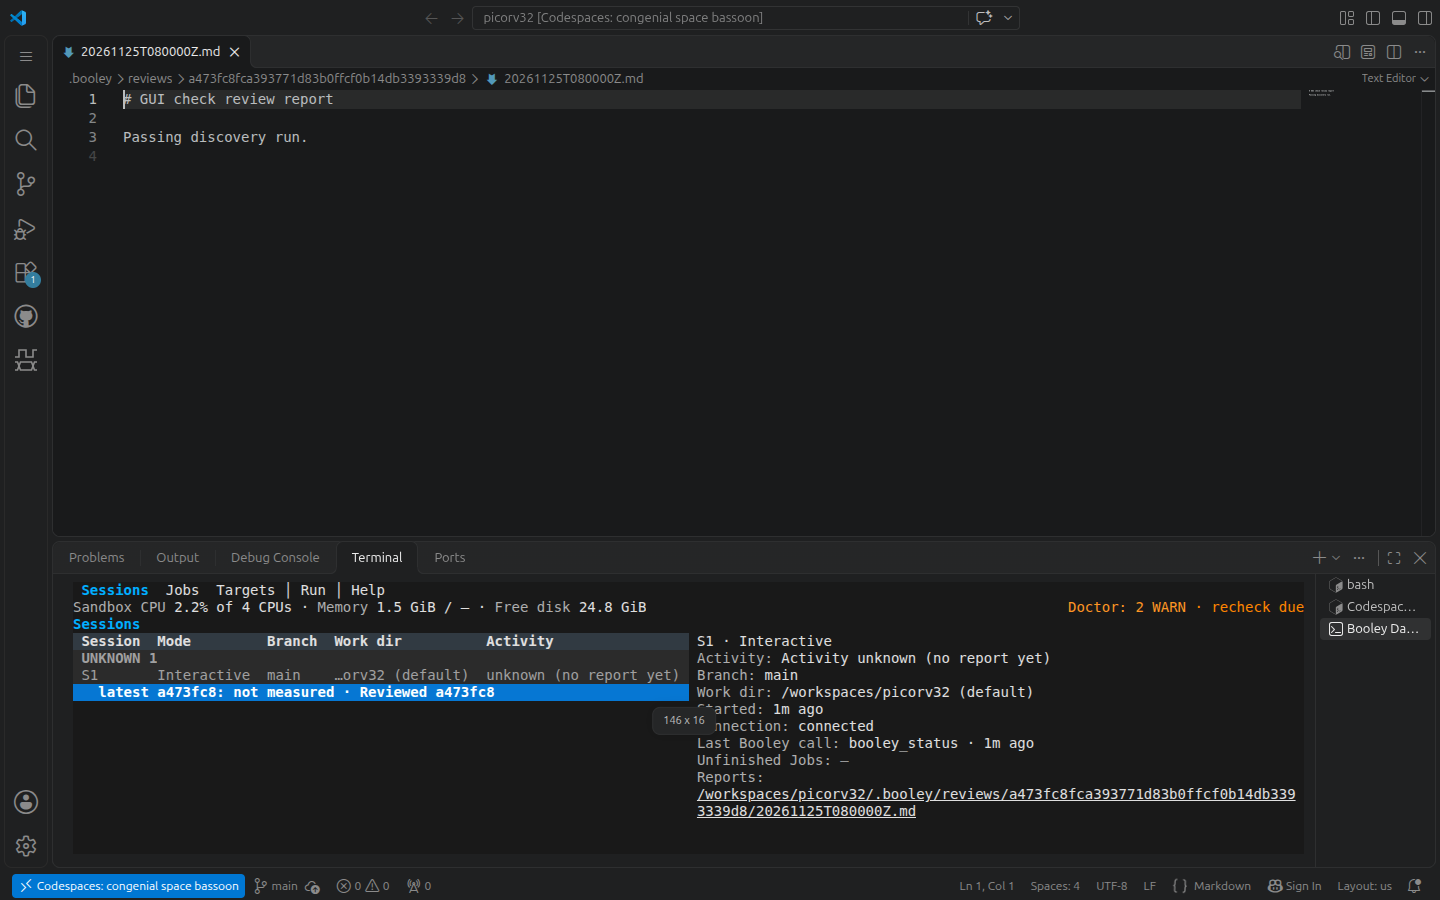 picorv32 [Codespaces: congenial space bassoon]
20261125T080000Z.md
.booley > reviews > a473fc8fca393771d83b0ffcf0b14db3393339d8 > 20261125T080000Z.md
Text Editor
1 # GUI check review report
2
3 Passing discovery run.
4
1
Problems Output Debug Console Terminal Ports
Sessions Jobs Targets │ Run │ Help
Sandbox CPU 2.2% of 4 CPUs · Memory 1.5 GiB / — · Free disk 24.8 GiB Doctor: 2 WARN · recheck due
Sessions
Session Mode Branch Work dir Activity
UNKNOWN 1
S1 Interactive main …orv32 (default) unknown (no report yet)
latest a473fc8: not measured · Reviewed a473fc8
146 x 16
S1 · Interactive
Activity: Activity unknown (no report yet)
Branch: main
Work dir: /workspaces/picorv32 (default)
Started: 1m ago
nnection: connected
Last Booley call: booley_status · 1m ago
Unfinished Jobs: —
Reports:
/workspaces/picorv32/.booley/reviews/a473fc8fca393771d83b0ffcf0b14db339
3339d8/20261125T080000Z.md
bash
Codespac...
Booley Da...
Codespaces: congenial space bassoon main 0 0 0 Ln 1, Col 1 Spaces: 4 UTF-8 LF { } Markdown Sign In Layout: us